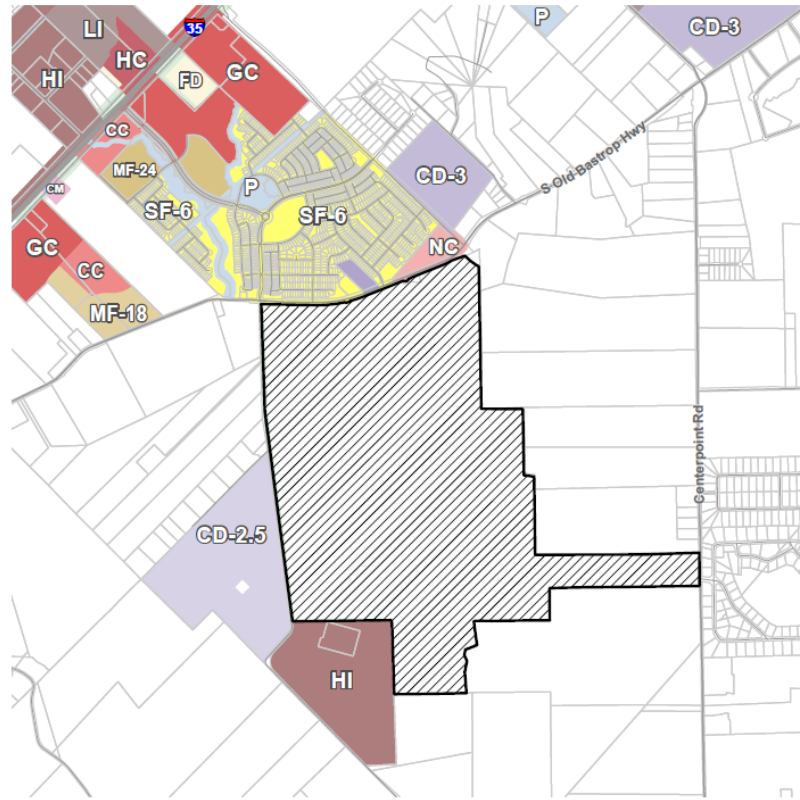 LI
35
P
CD-3
HC
HI
FD
GC
CC
MF-24
S Old Bastrop Hwy
CD-3
CM
P
SF-6
SF-6
GC
NC
CC
MF-18
Centerpoint Rd
CD-2.5
HI